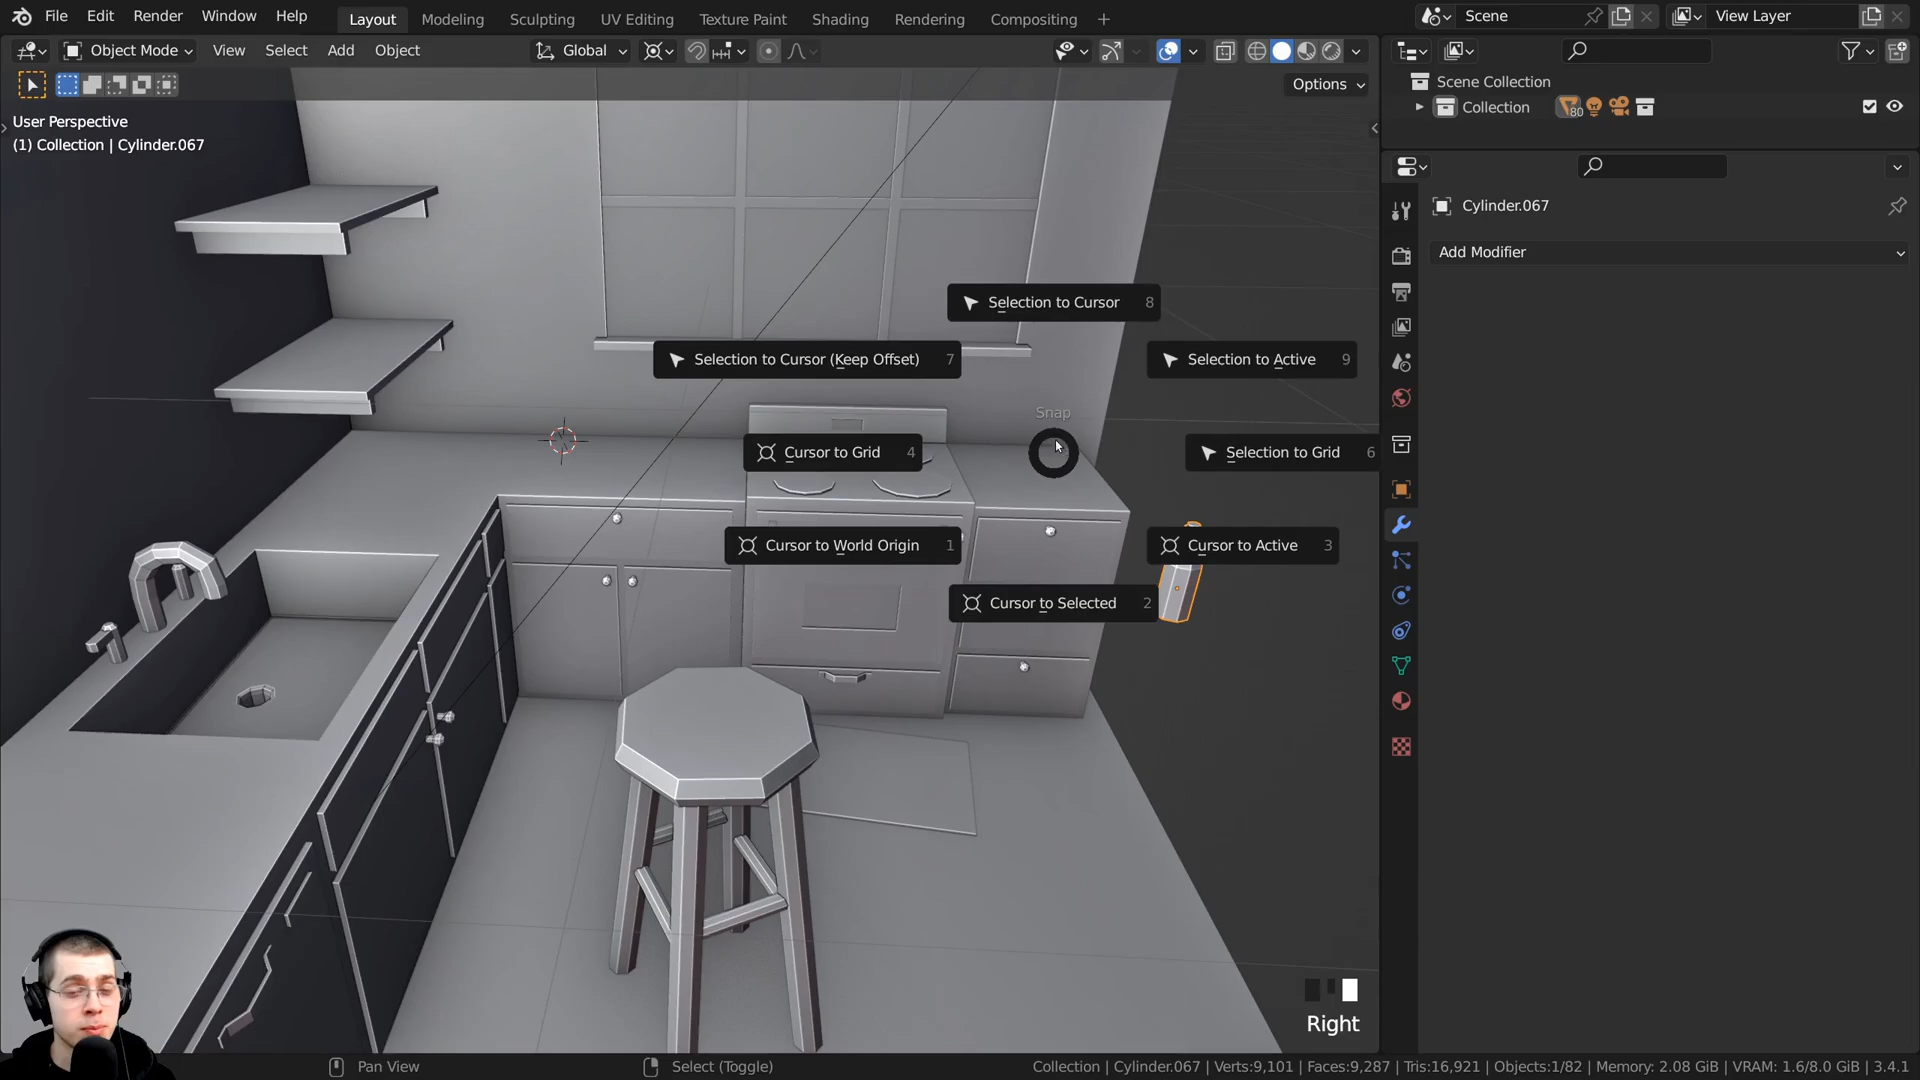 File Edit Render Window Help Layout Modeling Sculpting UV Editing Texture Paint Shading Rendering Compositing + Scene View Layer
Object Mode View Select Add Object Global
Options
Scene Collection
Collection 80
User Perspective
(1) Collection | Cylinder.067
Cylinder.067
Add Modifier
Selection to Cursor 8
Selection to Cursor (Keep Offset) 7
Selection to Active 9
Snap
Cursor to Grid 4
Selection to Grid 6
Cursor to World Origin 1
Cursor to Active 3
Cursor to Selected 2
Right
Pan View
Select (Toggle)
Collection | Cylinder.067 | Verts:9,101 | Faces:9,287 | Tris:16,921 | Objects:1/82 | Memory: 2.08 GiB | VRAM: 1.6/8.0 GiB | 3.4.1